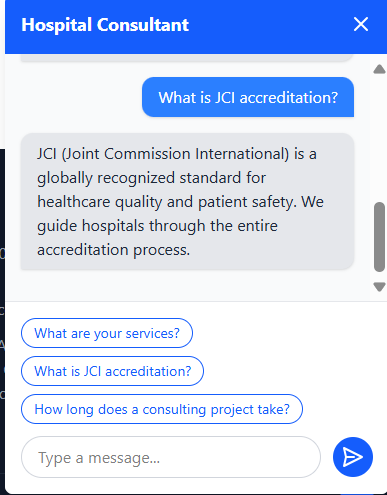 Hospital Consultant
What is JCI accreditation?
JCI (Joint Commission International) is a
globally recognized standard for
healthcare quality and patient safety. We
guide hospitals through the entire
accreditation process.
What are your services?
What is JCI accreditation?
How long does a consulting project take?
Type a message...